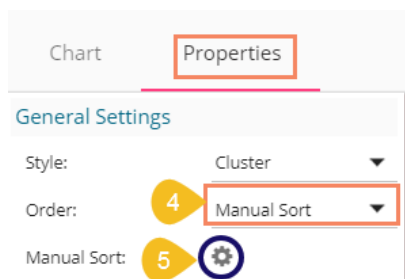 Chart Properties
General Settings
Style: Cluster
Order: 4 Manual Sort
Manual Sort: 5